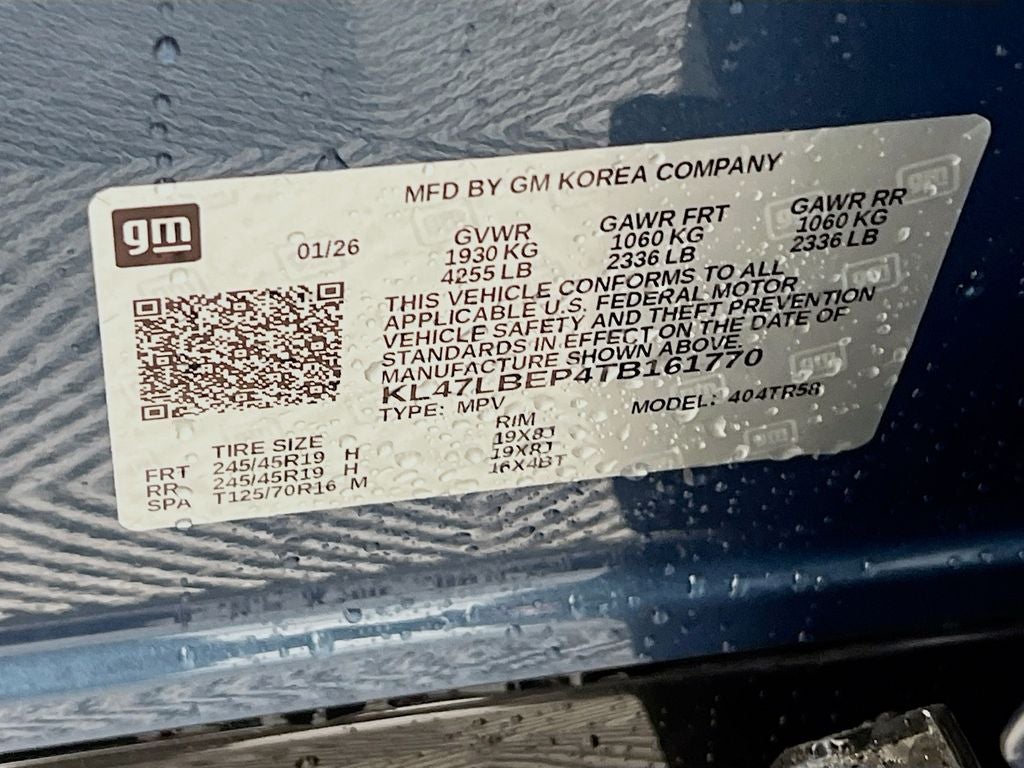 MFD BY GM KOREA COMPANY
gm
01/26
GVWR
1930 KG
4255 LB
GAWR FRT
1060 KG
2336 LB
GAWR RR
1060 KG
2336 LB
THIS VEHICLE CONFORMS TO ALL
APPLICABLE U.S. FEDERAL MOTOR
VEHICLE SAFETY AND THEFT PREVENTION
STANDARDS IN EFFECT ON THE DATE OF
MANUFACTURE SHOWN ABOVE.
KL47LBEP4TB161770
TYPE: MPV
MODEL: 404TR58
TIRE SIZE RIM
FRT 245/45R19 H 19X8J
RR 245/45R19 H 19X8J
SPA T125/70R16 M 16X4BT